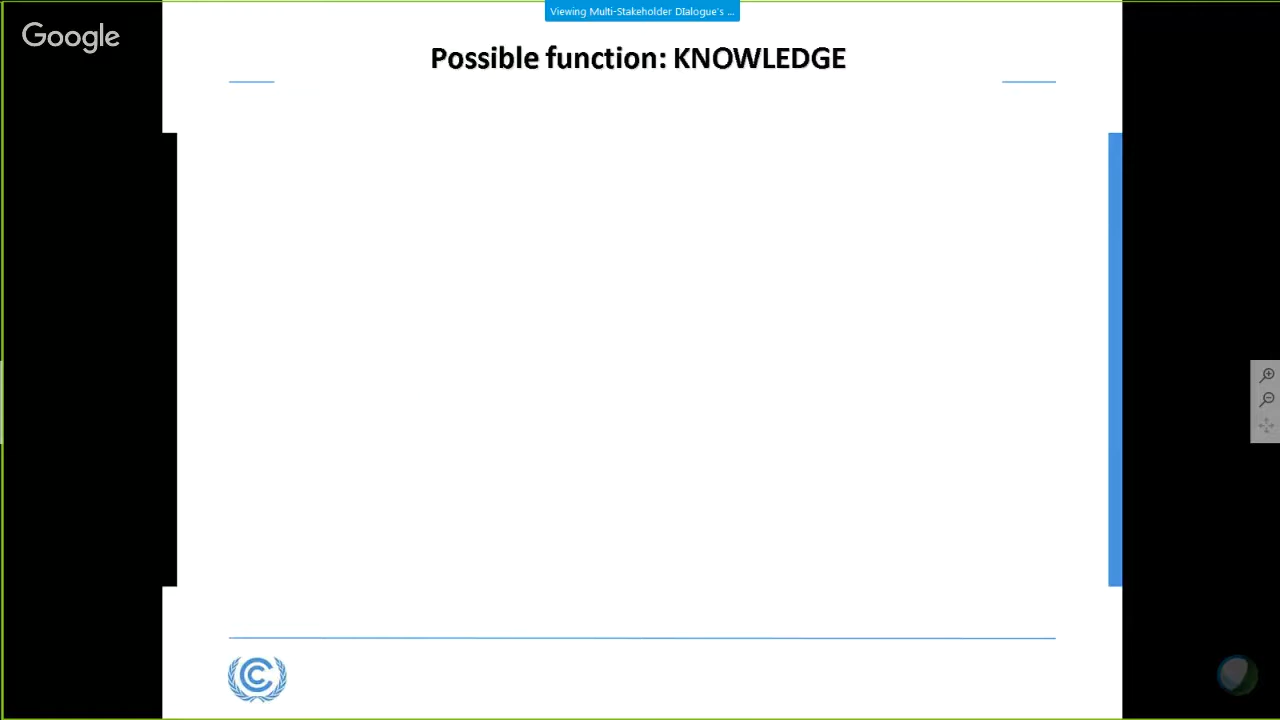 Viewing Multi-Stakeholder DIalogue's ...
Google
Possible function: KNOWLEDGE